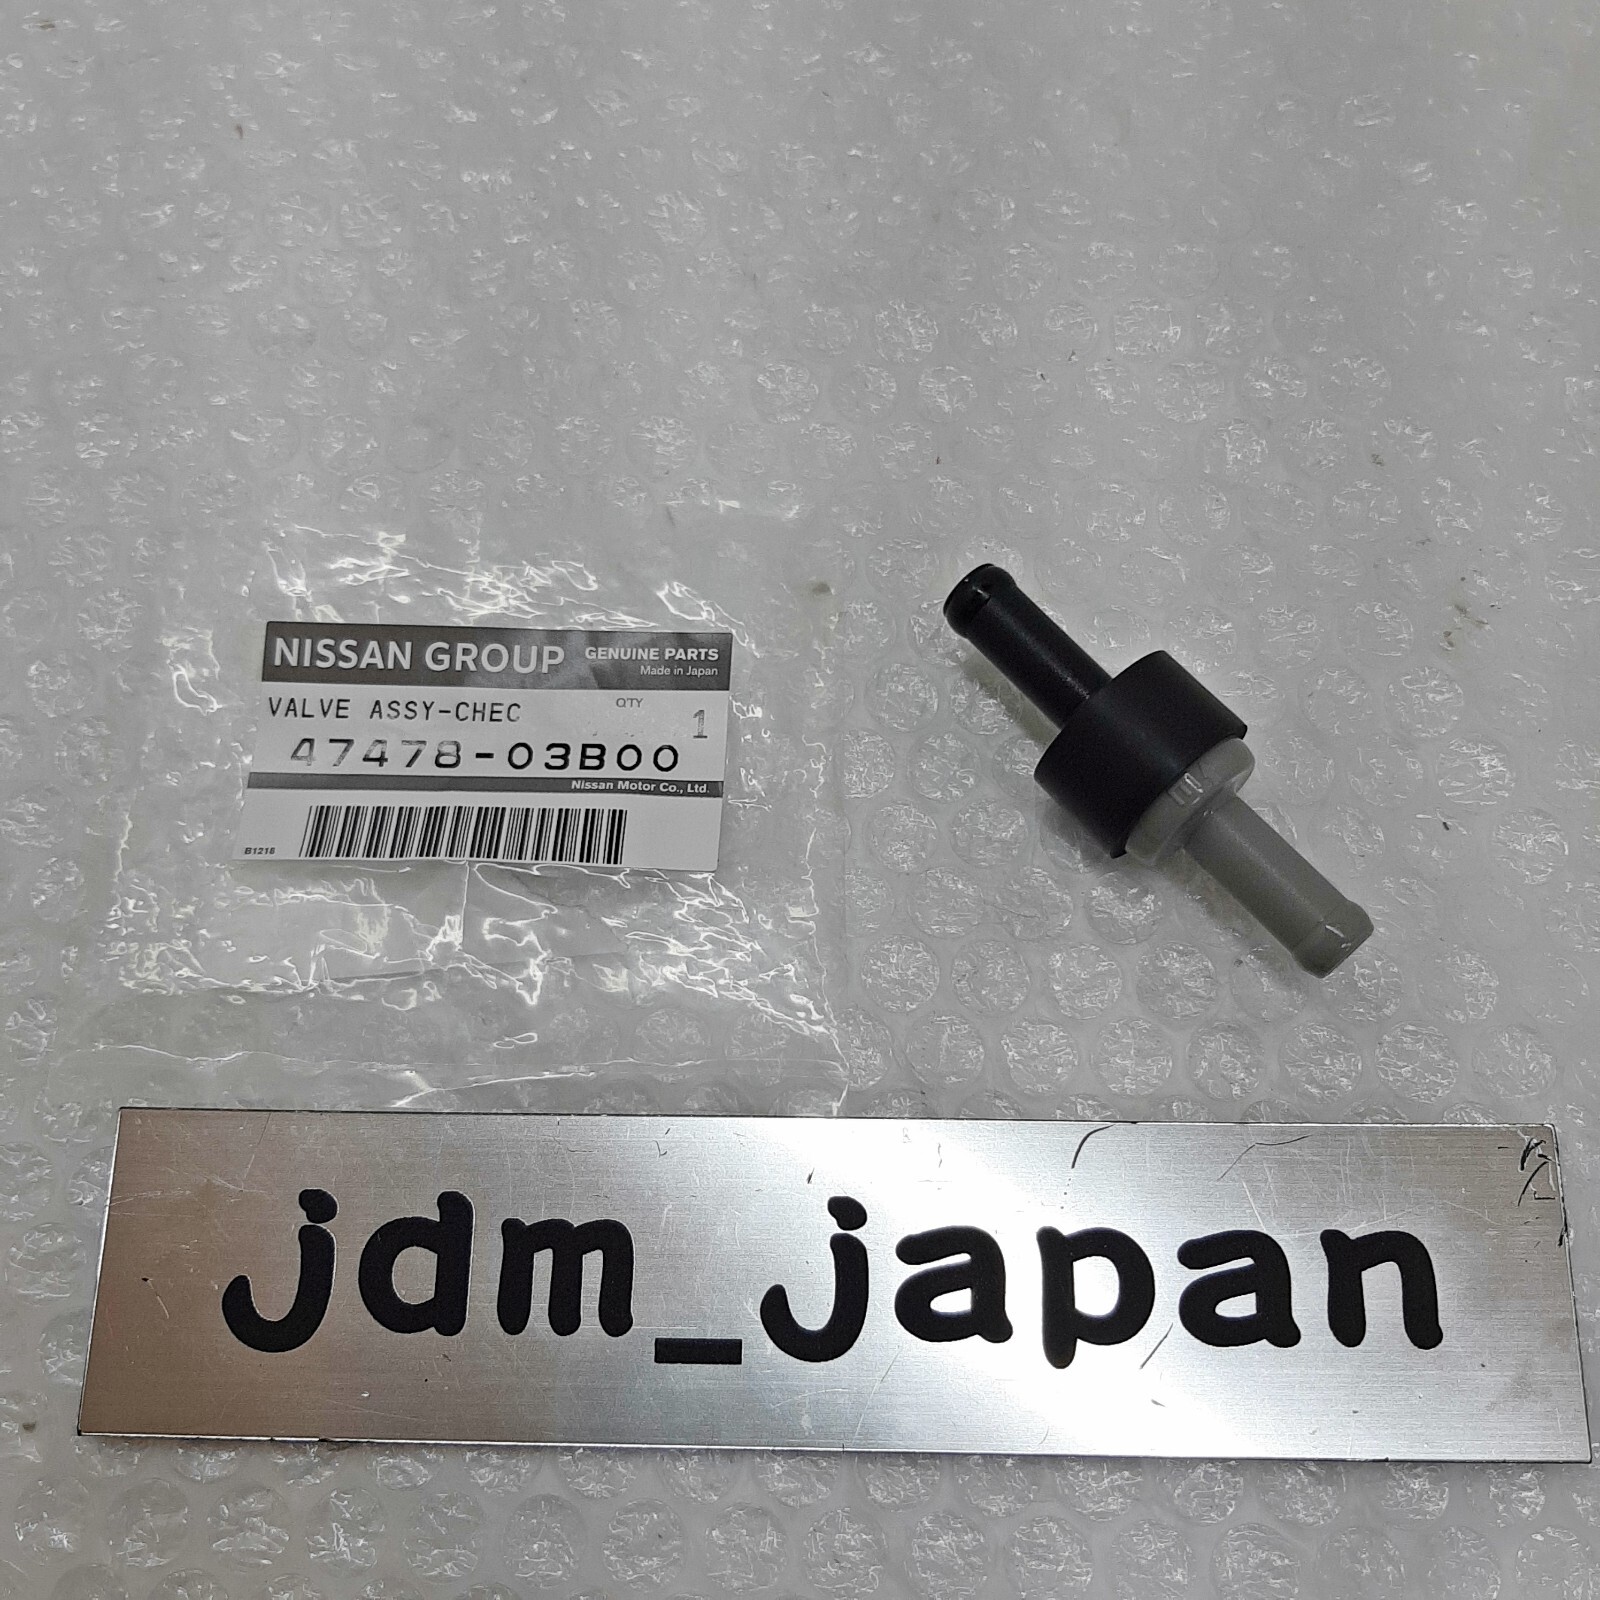 NISSAN GROUP GENUINE PARTS
Made in Japan
VALVE ASSY-CHEC Q'TY 1
47478-03B00
Nissan Motor Co., Ltd.
B1216
jdm_japan